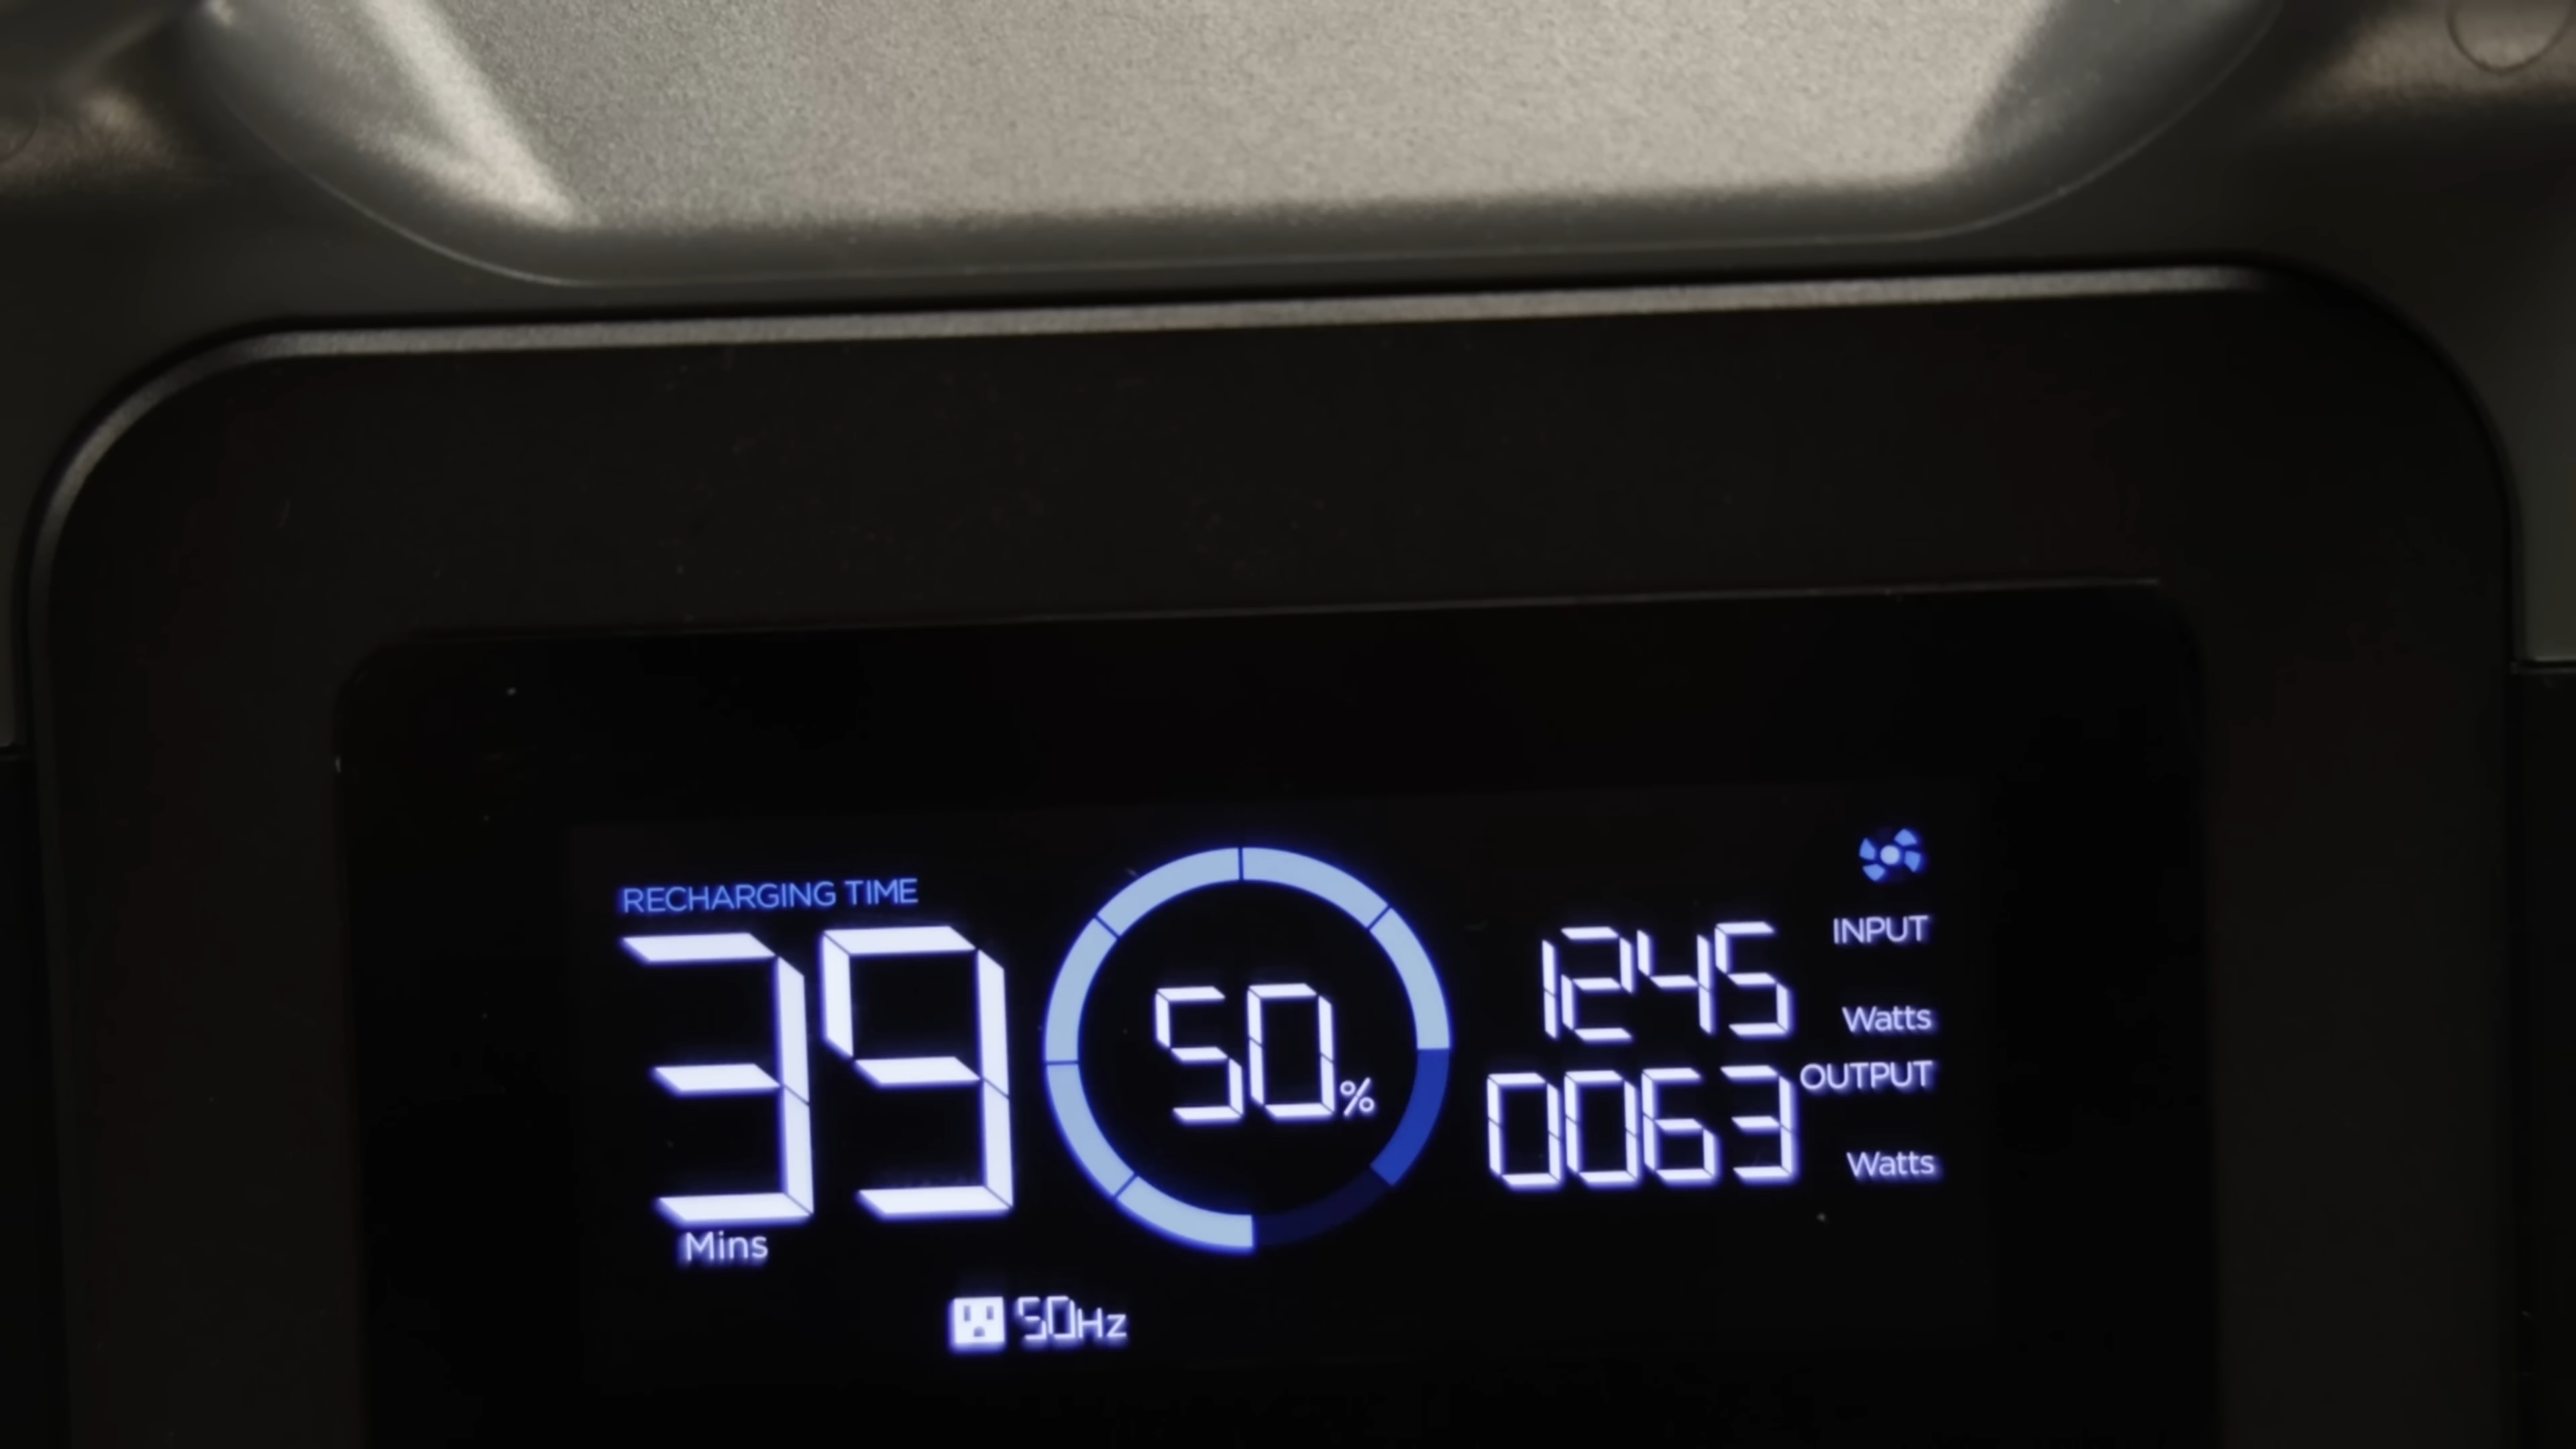 RECHARGING TIME
39
Mins
50%
INPUT
1245
Watts
OUTPUT
0063
Watts
50Hz